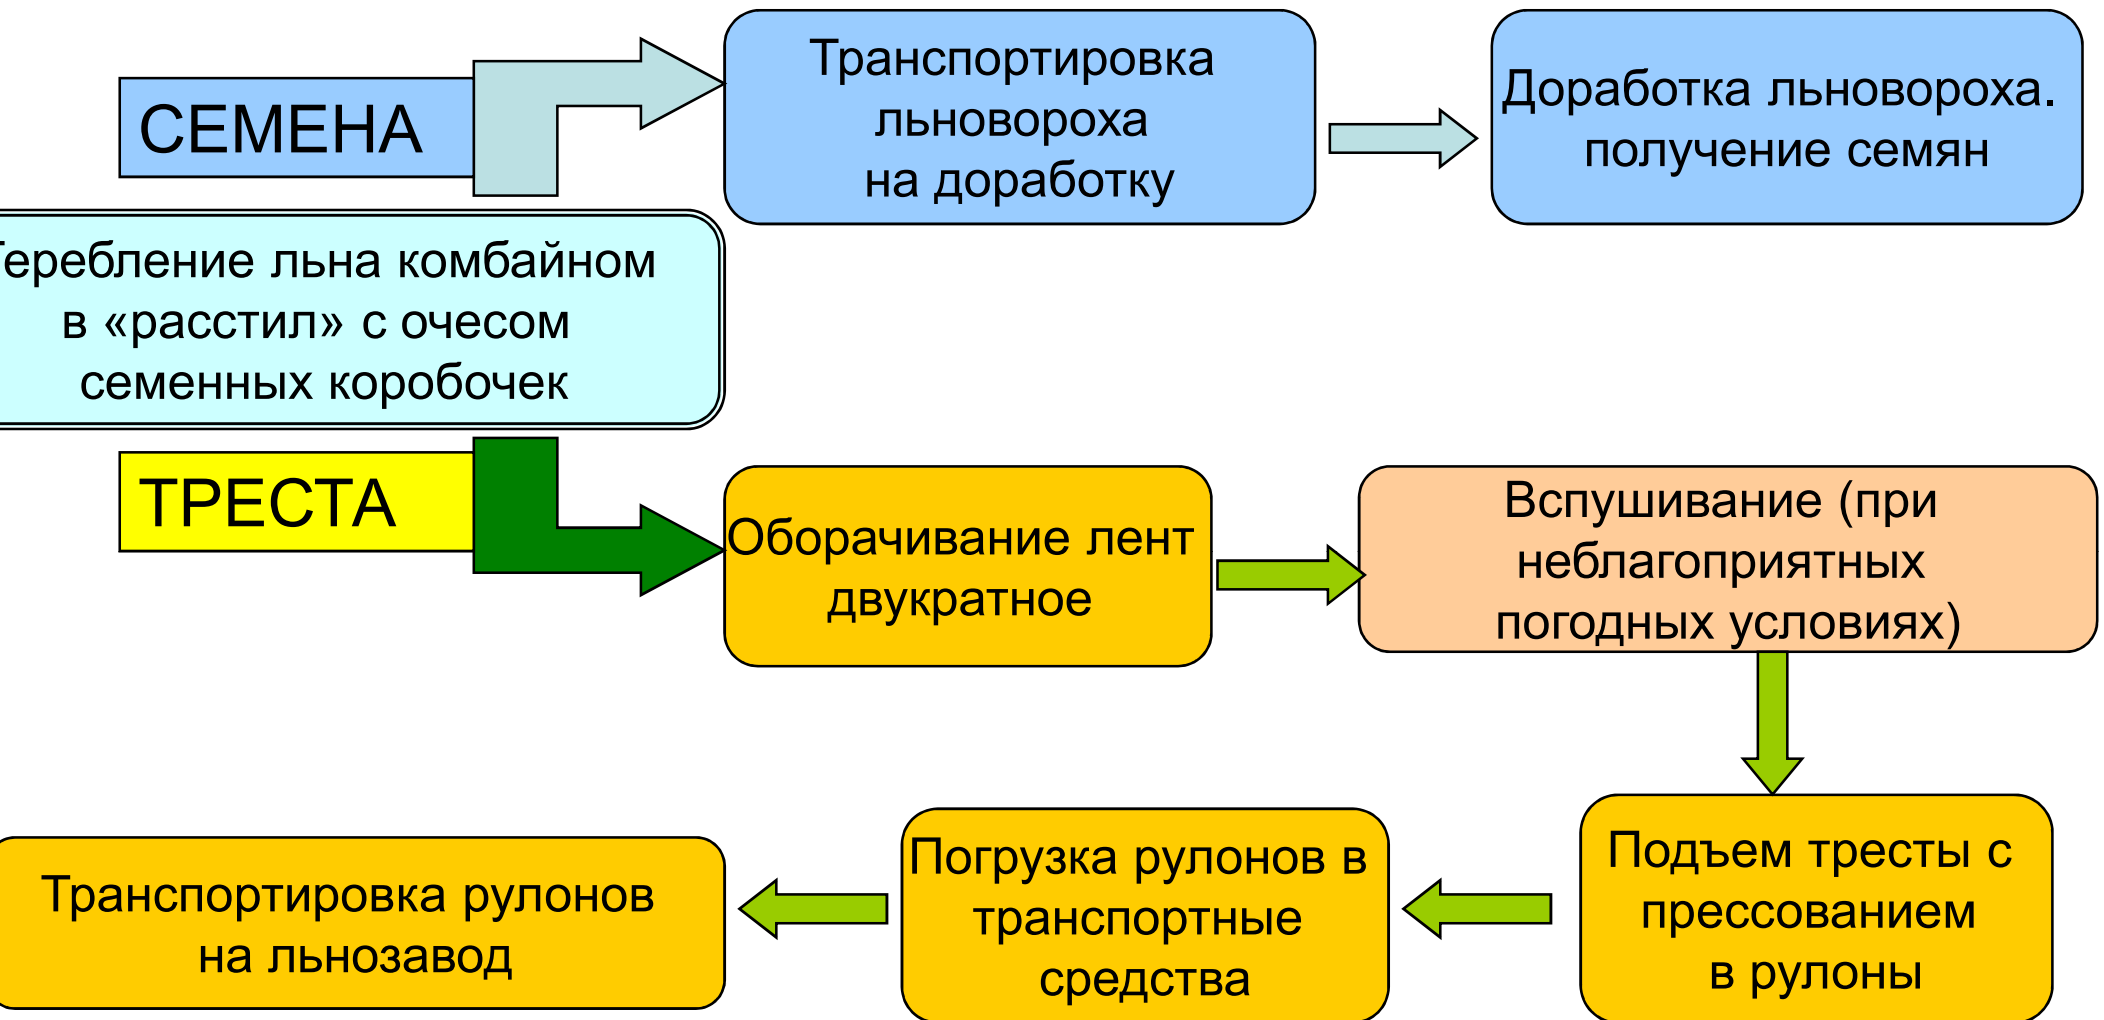 СЕМЕНА
Транспортировка
льновороха
на доработку
Доработка льновороха.
получение семян
Теребление льна комбайном
в «расстил» с очесом
семенных коробочек
ТРЕСТА
Оборачивание лент
двукратное
Вспушивание (при
неблагоприятных
погодных условиях)
Подъем тресты с
прессованием
в рулоны
Погрузка рулонов в
транспортные
средства
Транспортировка рулонов
на льнозавод